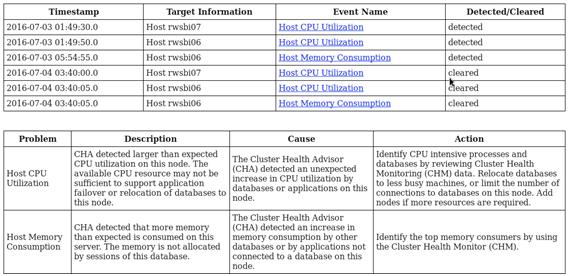 Timestamp Target Information Event Name Detected/Cleared
2016-07-03 01:49:30.0 Host rwsbi07 Host CPU Utilization detected
2016-07-03 01:49:50.0 Host rwsbi06 Host CPU Utilization detected
2016-07-03 05:54:55.0 Host rwsbi06 Host Memory Consumption detected
2016-07-04 03:40:00.0 Host rwsbi07 Host CPU Utilization cleared
2016-07-04 03:40:05.0 Host rwsbi06 Host CPU Utilization cleared
2016-07-04 03:40:05.0 Host rwsbi06 Host Memory Consumption cleared
Problem Description Cause Action
Host CPU
Utilization
CHA detected larger than expected
CPU utilization on this node. The
available CPU resource may not be
sufficient to support application
failover or relocation of databases to
this node.
The Cluster Health Advisor
(CHA) detected an unexpected
increase in CPU utilization by
databases or applications on this
node.
Identify CPU intensive processes and
databases by reviewing Cluster Health
Monitoring (CHM) data. Relocate databases
to less busy machines, or limit the number of
connections to databases on this node. Add
nodes if more resources are required.
Host Memory
Consumption
CHA detected that more memory
than expected is consumed on this
server. The memory is not allocated
by sessions of this database.
The Cluster Health Advisor
(CHA) detected an increase in
memory consumption by other
databases or by applications not
connected to a database on this
node.
Identify the top memory consumers by using
the Cluster Health Monitor (CHM).